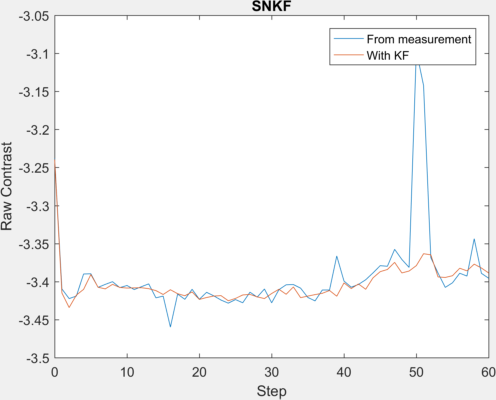 SNKF
-3.05
-3.1
-3.15
-3.2
-3.25
-3.3
-3.35
-3.4
-3.45
-3.5
Raw Contrast
From measurement
With KF
0 10 20 30 40 50 60
Step